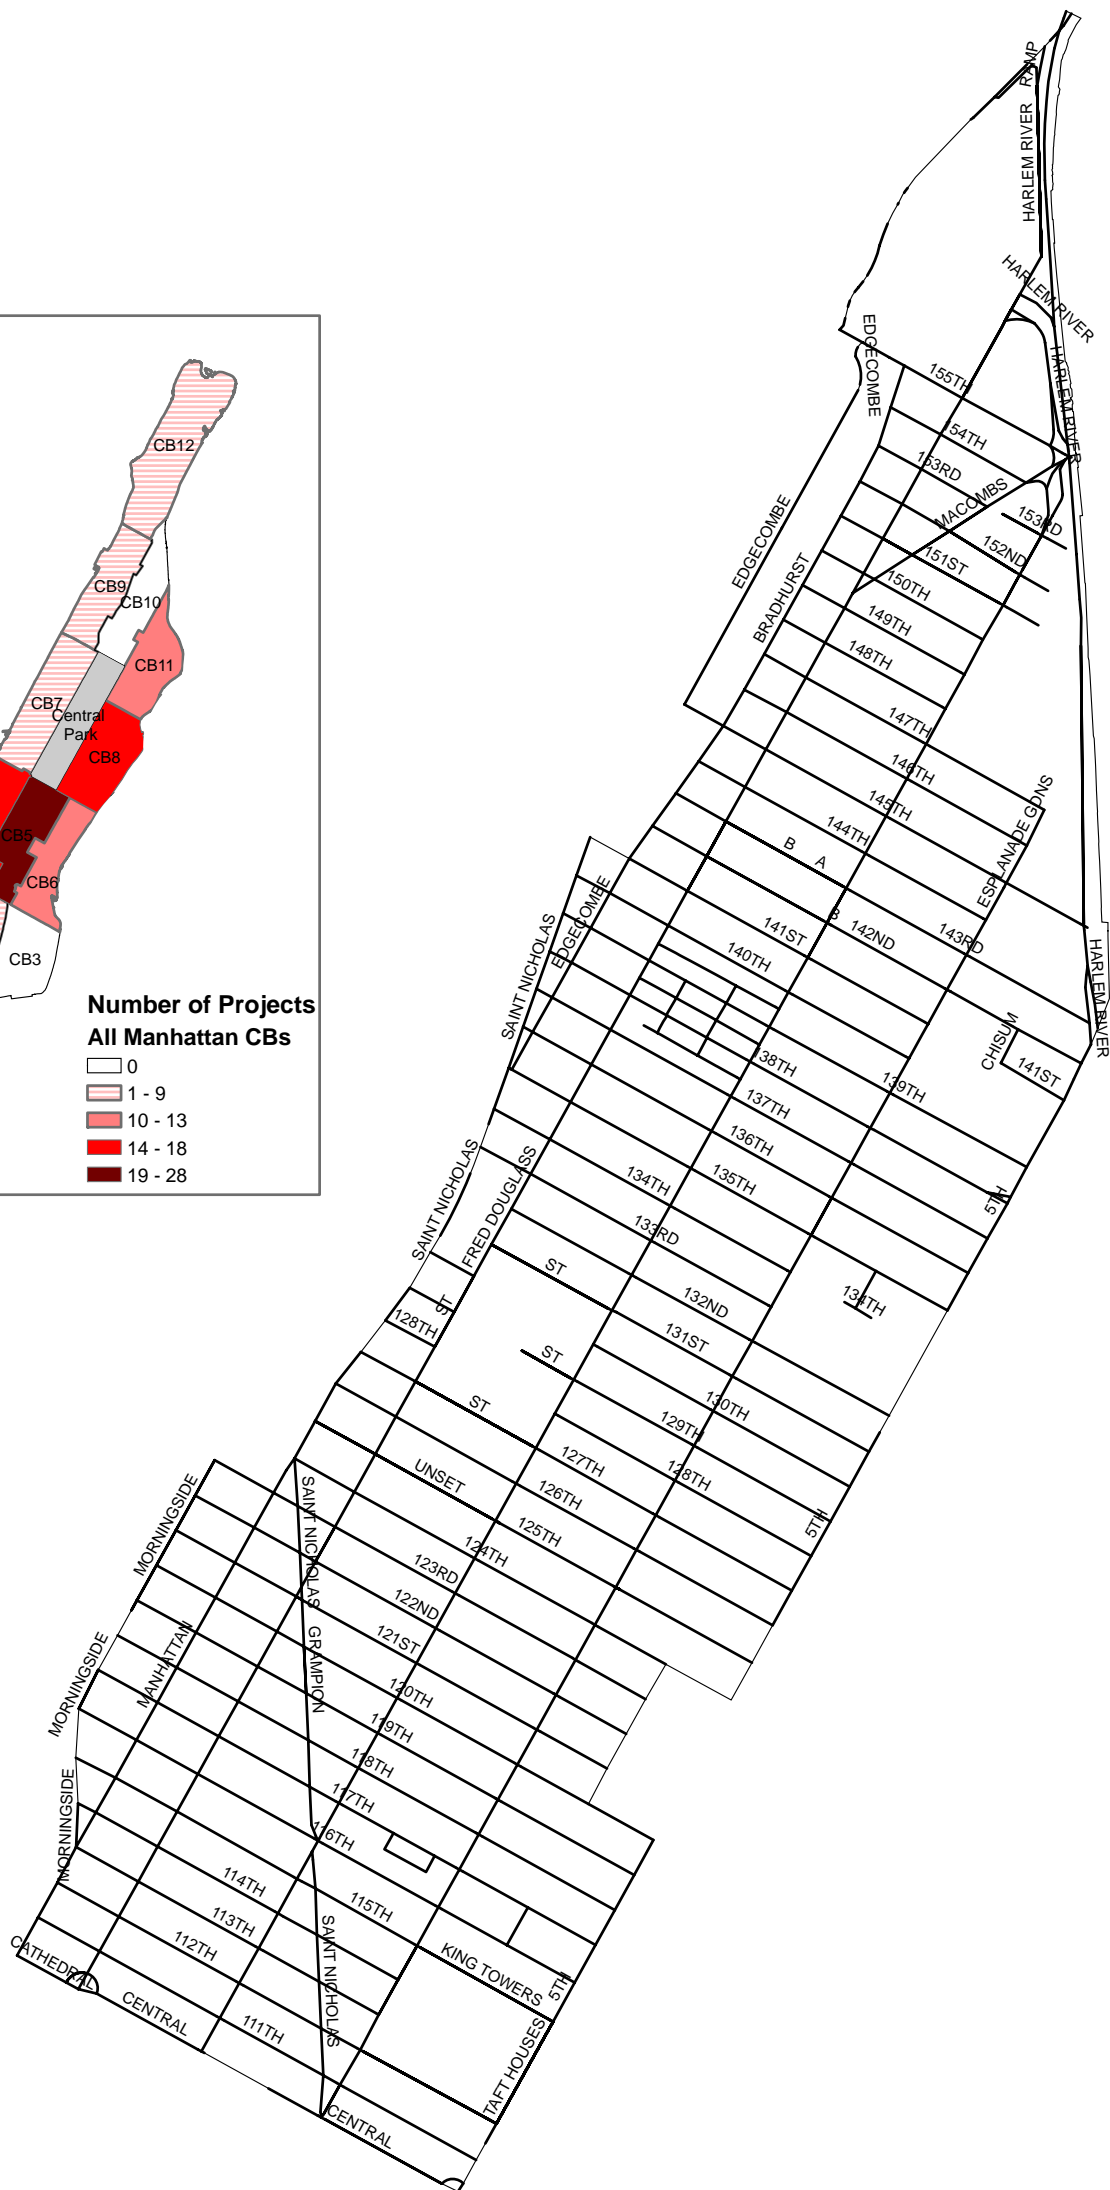 HARLEM RIVER RAMP
HARLEM RIVER
EDGECOMBE
HARLEM RIVER
155TH
154TH
153RD
MACOMBS
153RD
152ND
151ST
150TH
149TH
148TH
147TH
146TH
145TH
144TH
EDGECOMBE
BRADHURST
ESPLANADE GDNS
B A
B
143RD
142ND
141ST
140TH
HARLEM RIVER
SAINT NICHOLAS
EDGECOMBE
CHISUM
141ST
139TH
138TH
137TH
136TH
135TH
134TH
133RD
5TH
134TH
SAINT NICHOLAS
FRED DOUGLASS
ST
ST
128TH
132ND
131ST
ST
130TH
129TH
128TH
ST
127TH
126TH
125TH
UNSET
5TH
124TH
123RD
122ND
121ST
120TH
119TH
118TH
117TH
116TH
115TH
114TH
113TH
112TH
111TH
MORNINGSIDE
MORNINGSIDE
MORNINGSIDE
MANHATTAN
SAINT NICHOLAS
GRAMPION
SAINT NICHOLAS
KING TOWERS
5TH
TAFT HOUSES
CATHEDRAL
CENTRAL
CENTRAL
CB12
CB9
CB10
CB11
CB7
Central
Park
CB8
CB5
CB6
CB3
Number of Projects
All Manhattan CBs
0
1 - 9
10 - 13
14 - 18
19 - 28